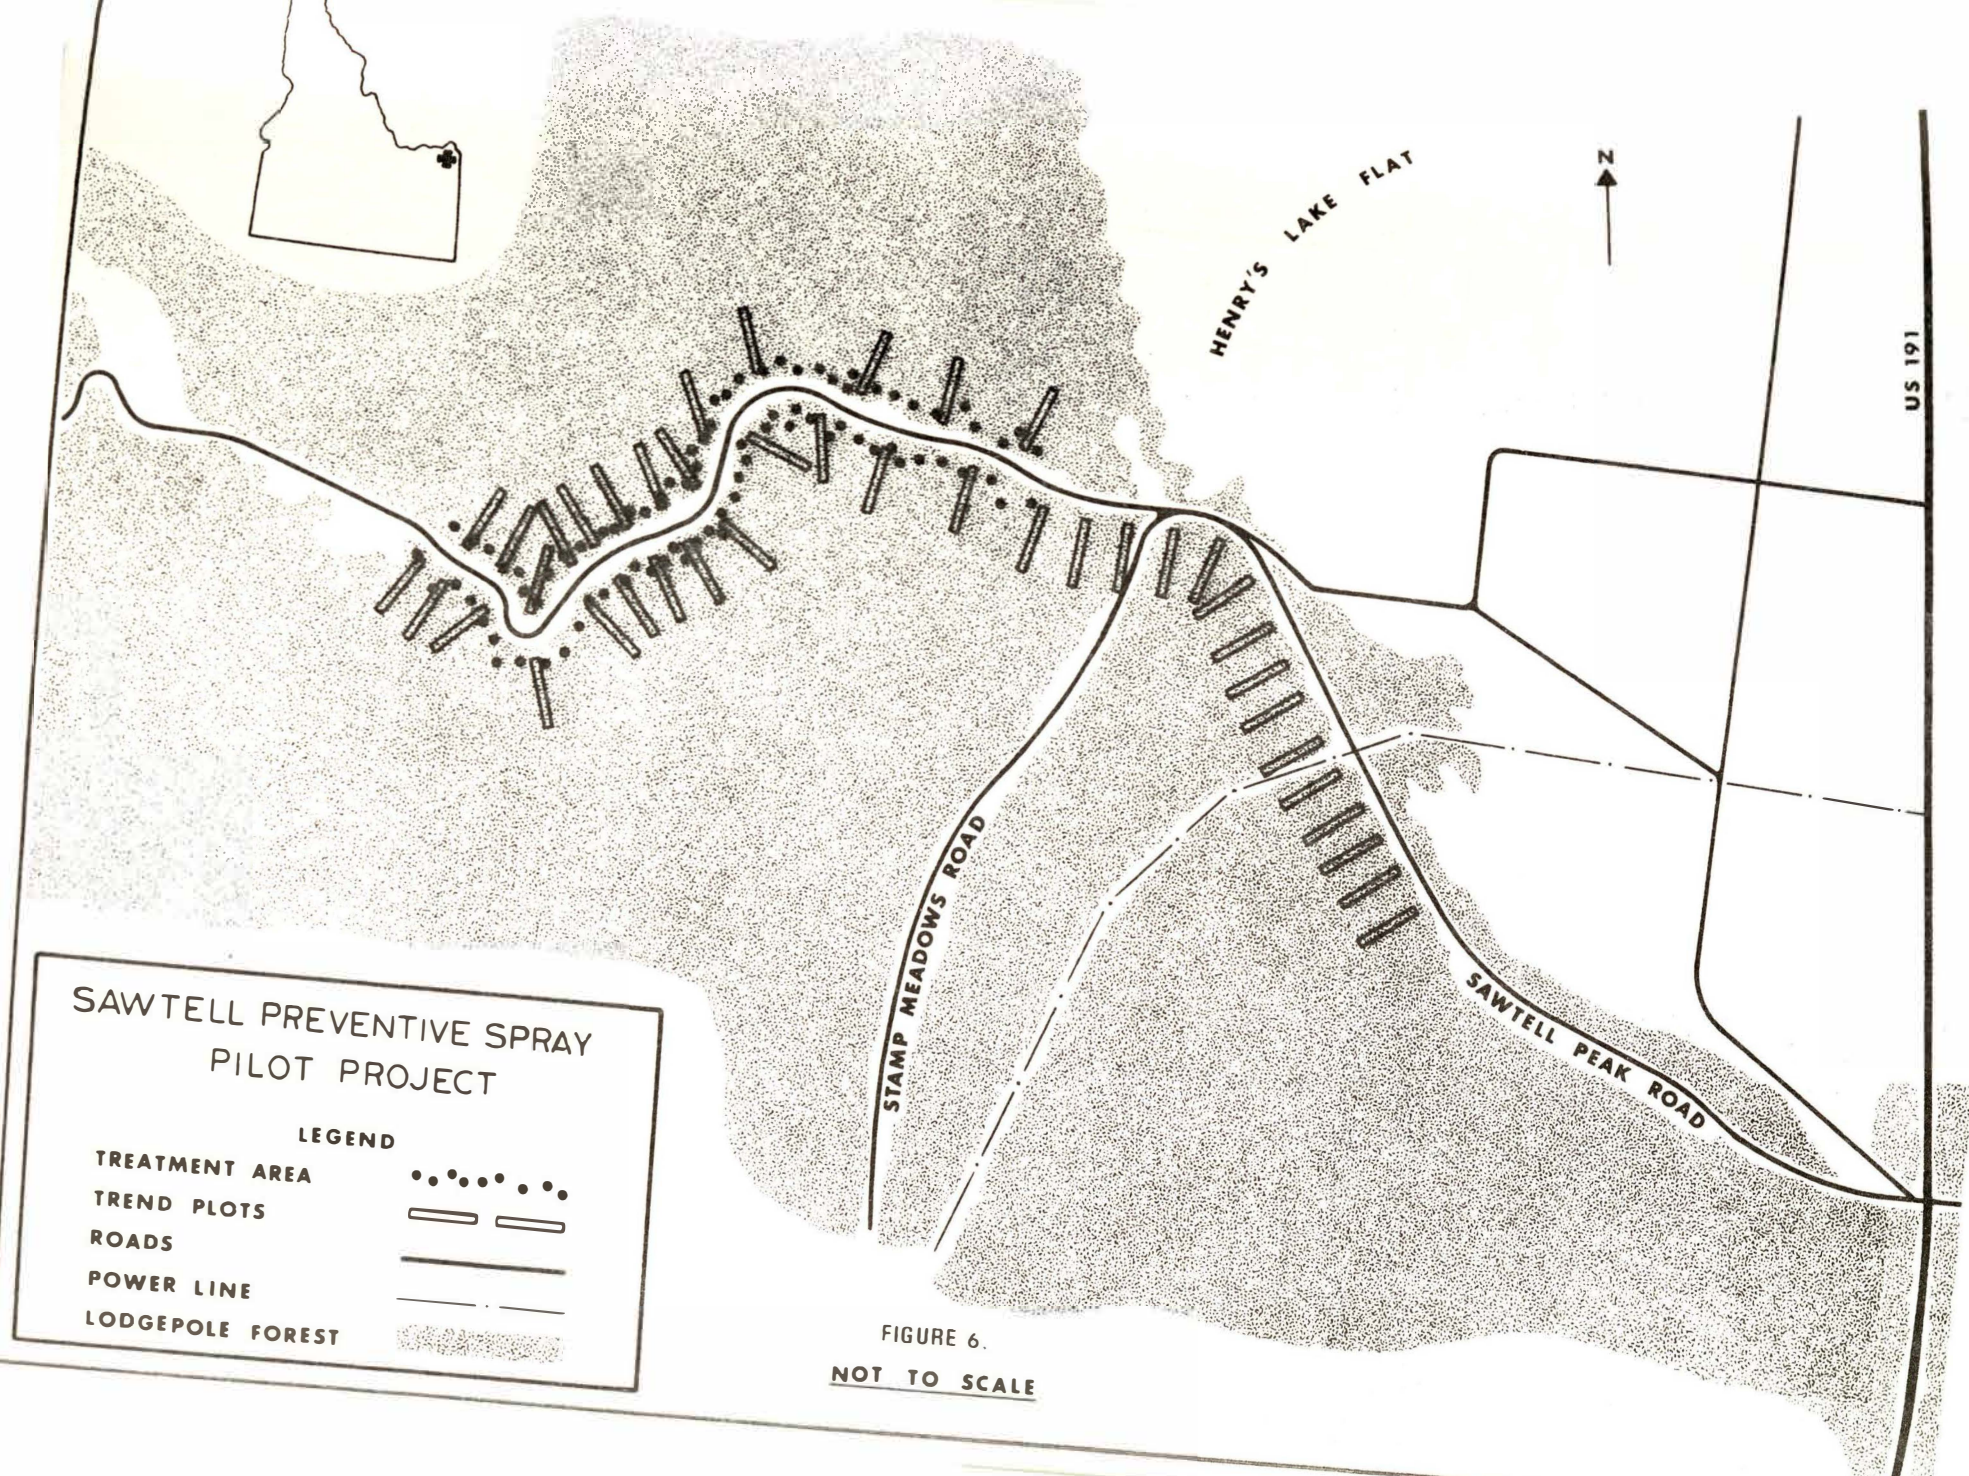 HENRY'S LAKE FLAT
N
US 191
STAMP MEADOWS ROAD
SAWTELL PEAK ROAD
SAWTELL PREVENTIVE SPRAY
PILOT PROJECT
LEGEND
TREATMENT AREA
TREND PLOTS
ROADS
POWER LINE
LODGEPOLE FOREST
FIGURE 6.
NOT TO SCALE